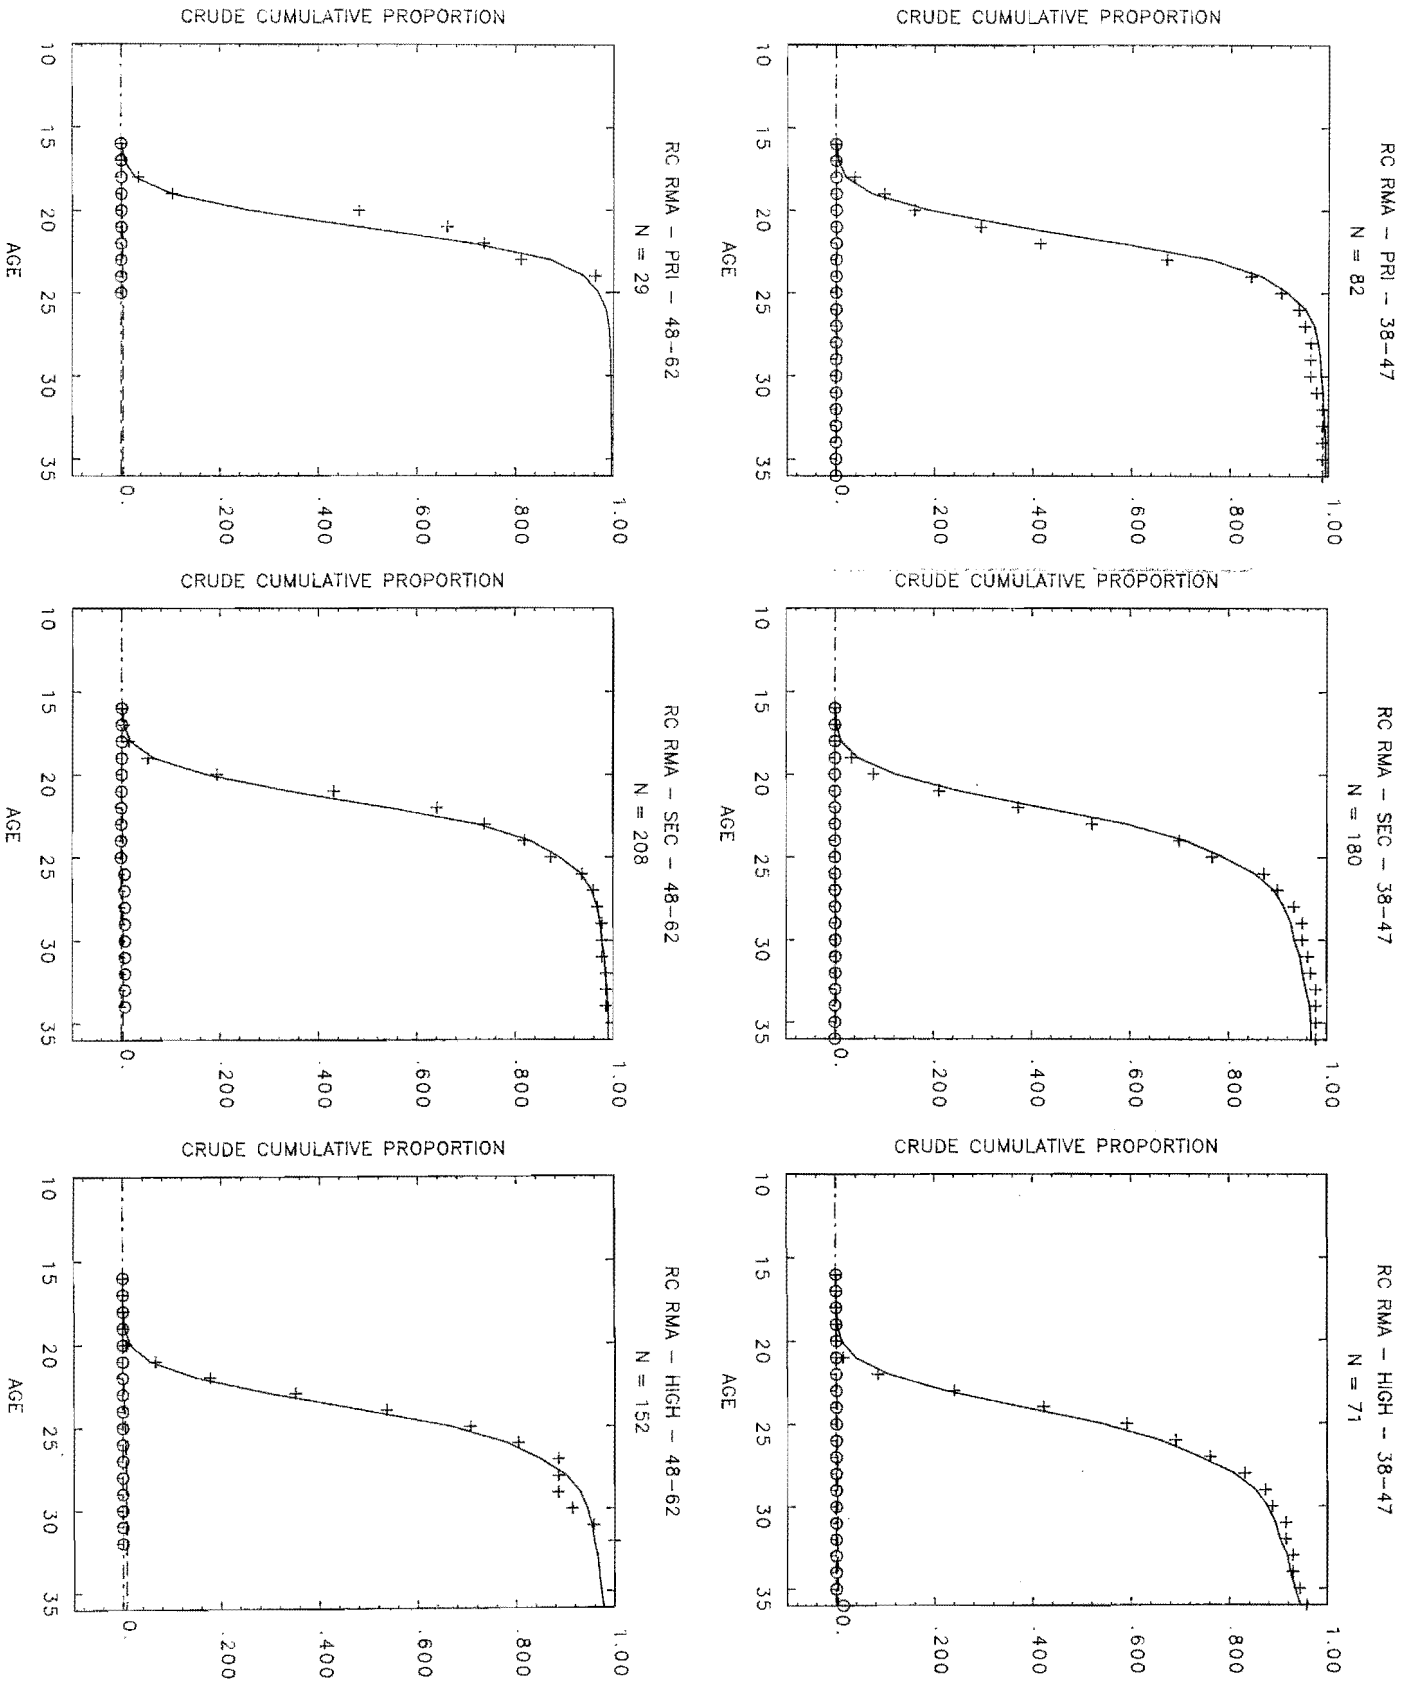 RC RMA - PRI - 38-47
N = 82
CRUDE CUMULATIVE PROPORTION
1.00
.800
.600
.400
.200
0.
10 15 20 25 30 35
AGE
RC RMA - SEC - 38-47
N = 180
CRUDE CUMULATIVE PROPORTION
1.00
.800
.600
.400
.200
0.
10 15 20 25 30 35
AGE
RC RMA - HIGH - 38-47
N = 71
CRUDE CUMULATIVE PROPORTION
1.00
.800
.600
.400
.200
0.
10 15 20 25 30 35
AGE
RC RMA - PRI - 48-62
N = 29
CRUDE CUMULATIVE PROPORTION
1.00
.800
.600
.400
.200
0.
10 15 20 25 30 35
AGE
RC RMA - SEC - 48-62
N = 208
CRUDE CUMULATIVE PROPORTION
1.00
.800
.600
.400
.200
0.
10 15 20 25 30 35
AGE
RC RMA - HIGH - 48-62
N = 152
CRUDE CUMULATIVE PROPORTION
1.00
.800
.600
.400
.200
0.
10 15 20 25 30 35
AGE